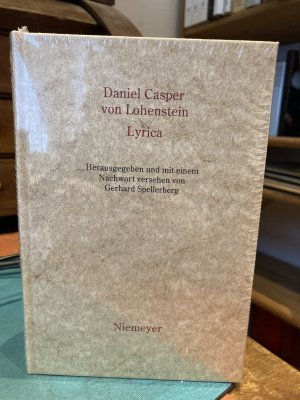 Daniel Casper
von Lohenstein
Lyrica
Herausgegeben und mit einem
Nachwort versehen von
Gerhard Spellerberg
Niemeyer